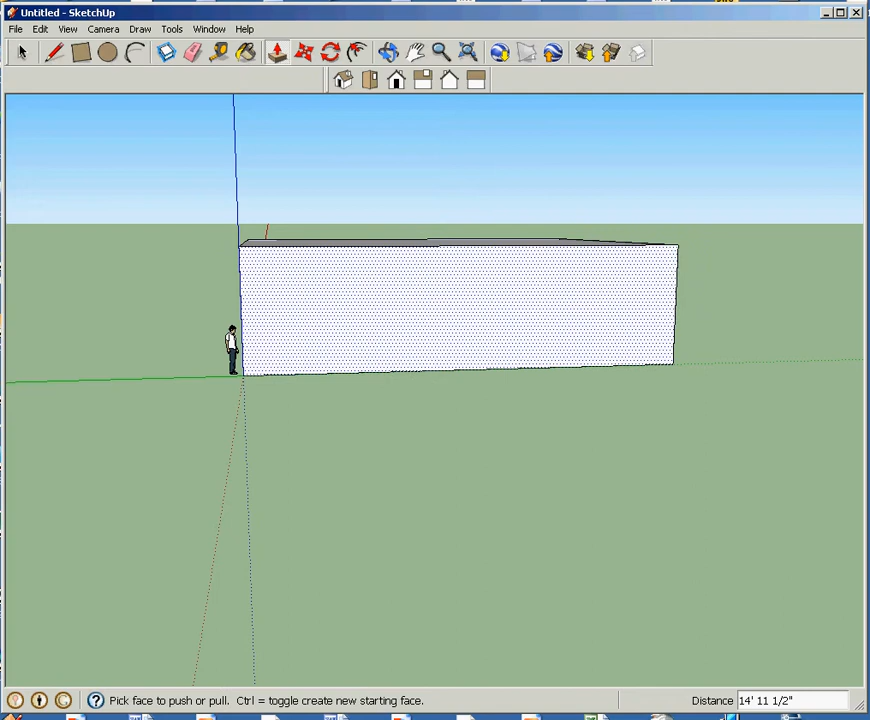 Untitled - SketchUp
File Edit View Camera Draw Tools Window Help
Pick face to push or pull. Ctrl = toggle create new starting face. Distance 14' 11 1/2"